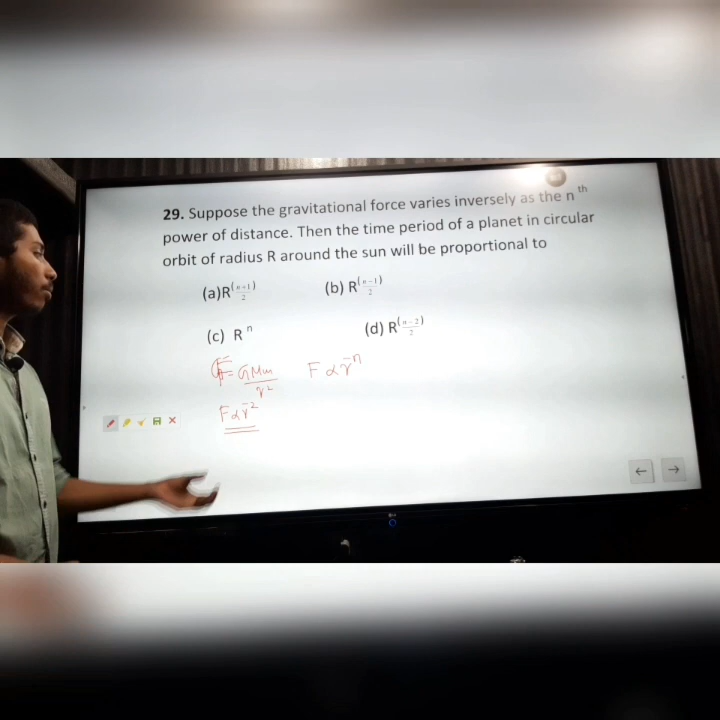 29. Suppose the gravitational force varies inversely as the n th
power of distance. Then the time period of a planet in circular
orbit of radius R around the sun will be proportional to
(a)R^((n+1)/2) (b) R^((n−1)/2)
(c) R^n (d) R^((n−2)/2)
F = GMm/r² F ∝ r^-n
F ∝ r^-2